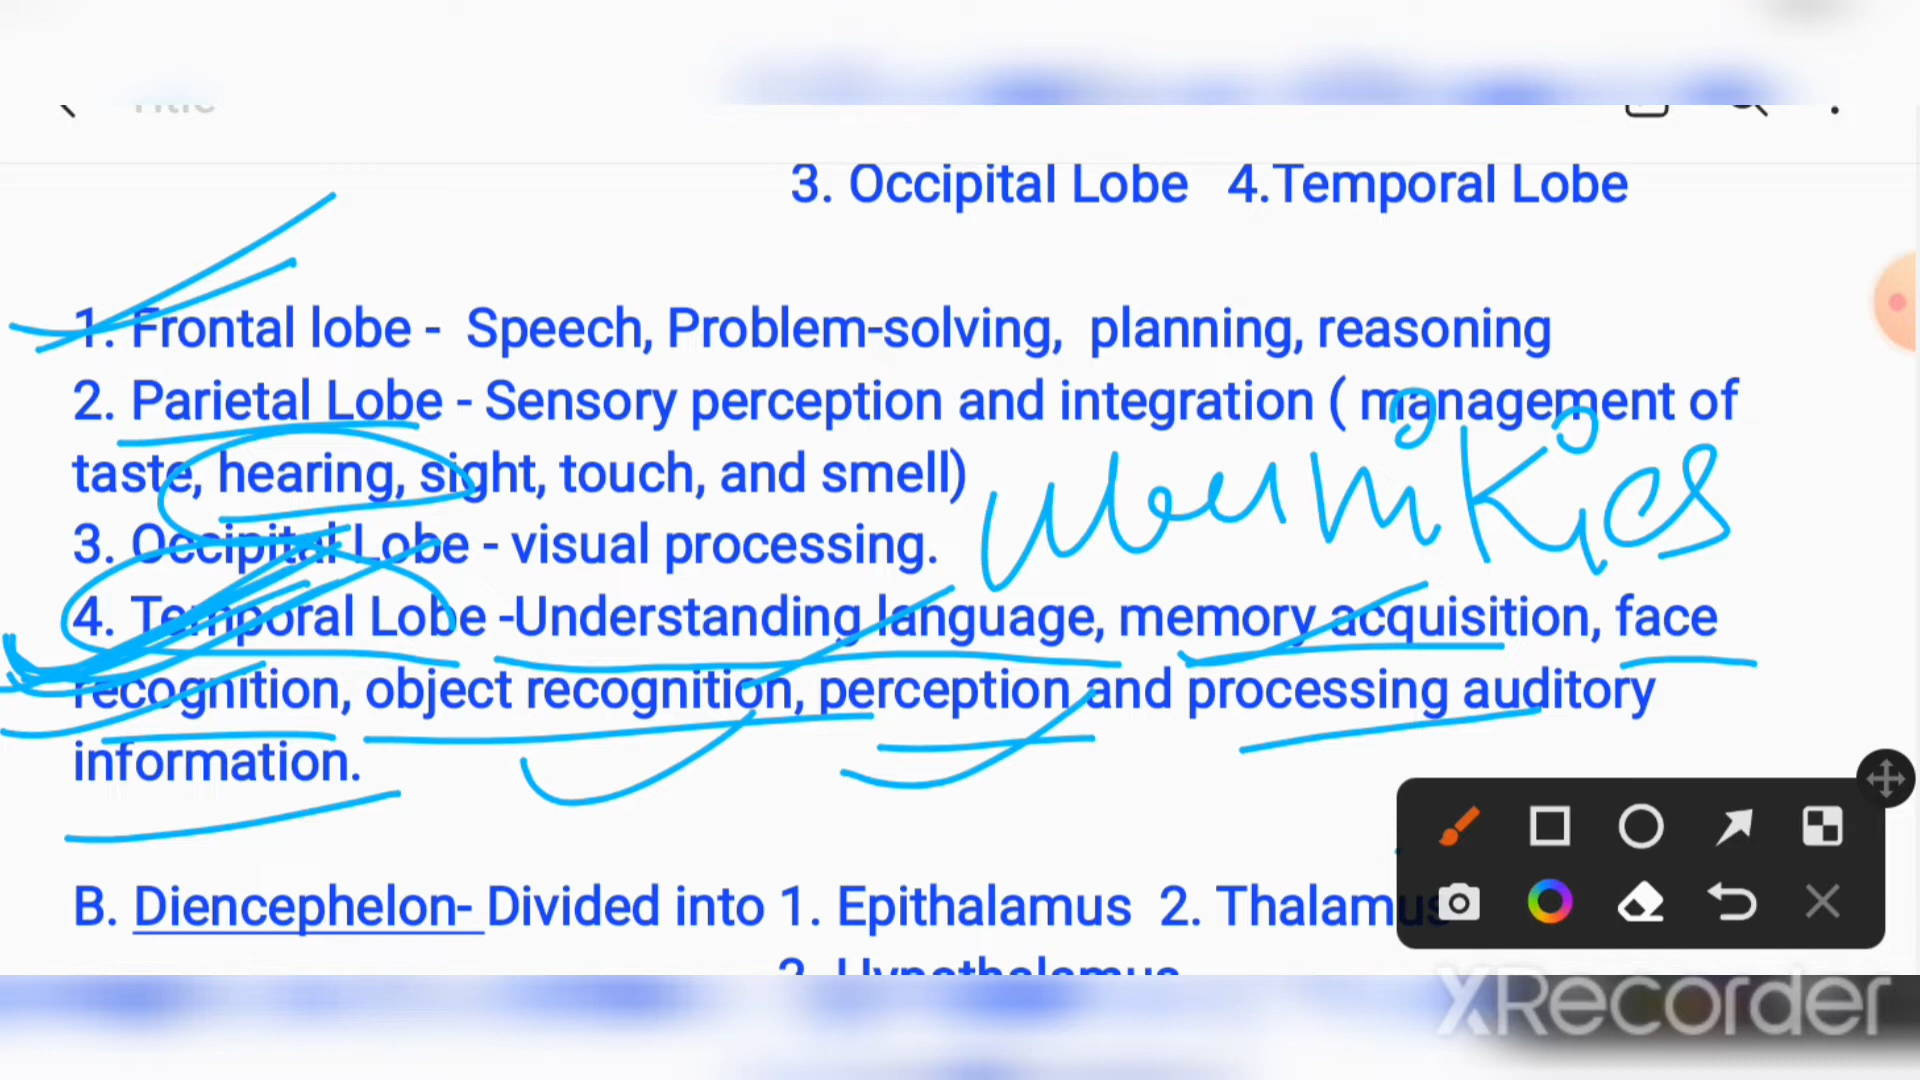 3. Occipital Lobe 4.Temporal Lobe
1. Frontal lobe - Speech, Problem-solving, planning, reasoning
2. Parietal Lobe - Sensory perception and integration ( management of
taste, hearing, sight, touch, and smell)
3. Occipital Lobe - visual processing.
4. Temporal Lobe -Understanding language, memory acquisition, face
recognition, object recognition, perception and processing auditory
information.
B. Diencephelon- Divided into 1. Epithalamus 2. Thalamus
XRecorder